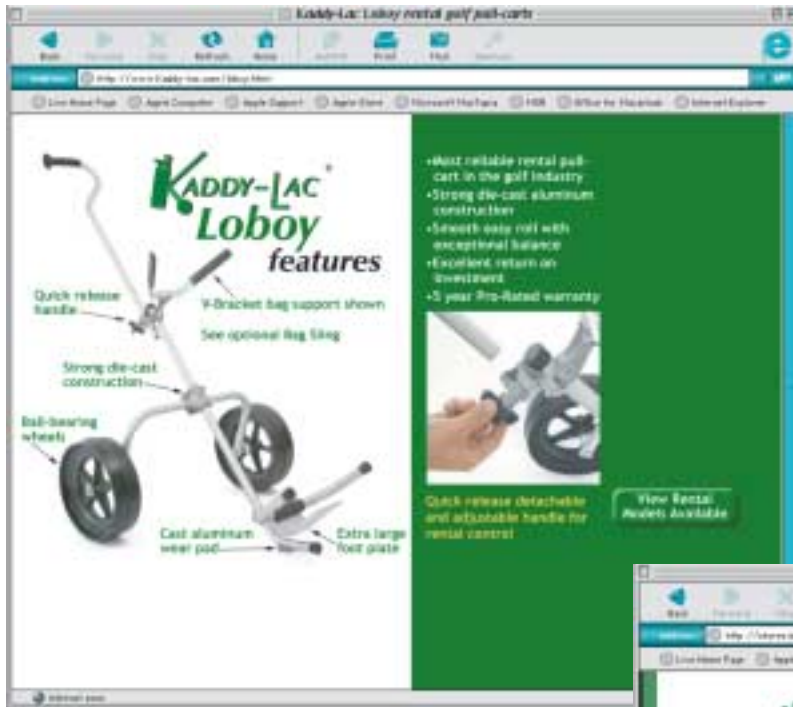 Kaddy-Lac Loboy rental golf pull-carts
Back
Refresh
Home
Print
Mail
Live Home Page
Apple Computer
Apple Support
Apple Store
Microsoft MacTopia
MSN
Office for Macintosh
Internet Explorer
KADDY-LAC®
Loboy
features
Quick release
handle
V-Bracket bag support shown
See optional Bag Sling
Strong die-cast
construction
Ball-bearing
wheels
Cast aluminum
wear pad
Extra large
foot plate
•Most reliable rental pull-
cart in the golf industry
•Strong die-cast aluminum
construction
•Smooth easy roll with
exceptional balance
•Excellent return on
investment
•5 year Pro-Rated warranty
Quick release detachable
and adjustable handle for
rental control
View Rental
Models Available
Internet zone
Back
Live Home Page